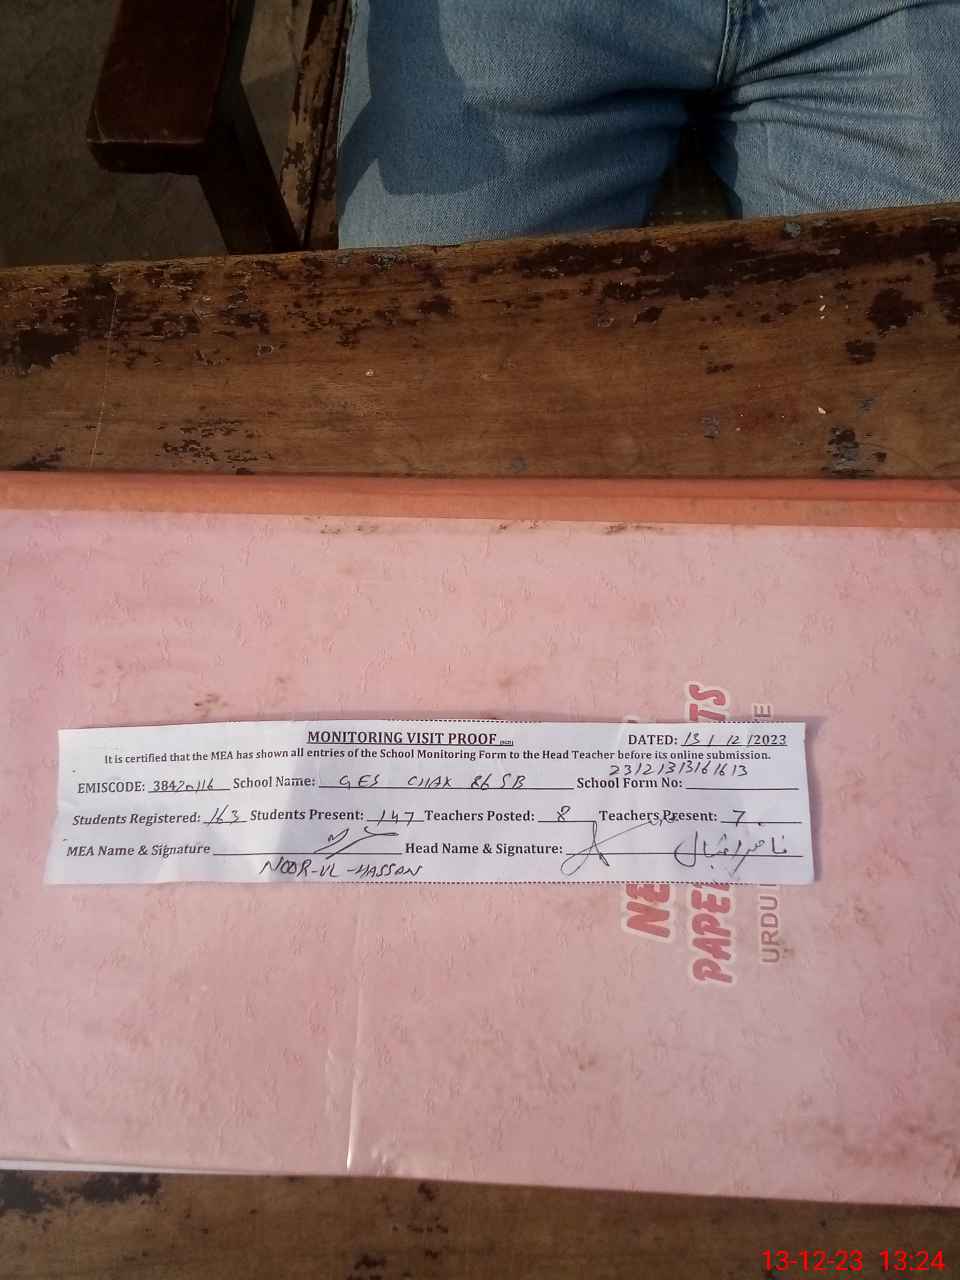 MONITORING VISIT PROOF
DATED: 13 / 12 /2023
It is certified that the MEA has shown all entries of the School Monitoring Form to the Head Teacher before its online submission.
EMISCODE: 38420116 School Name: GES CHAK 86 SB School Form No: 23121313161613
Students Registered: 163 Students Present: 147 Teachers Posted: 8 Teachers Present: 7
MEA Name & Signature Head Name & Signature:
NOOR-UL-HASSAN
URDU
13-12-23 13:24